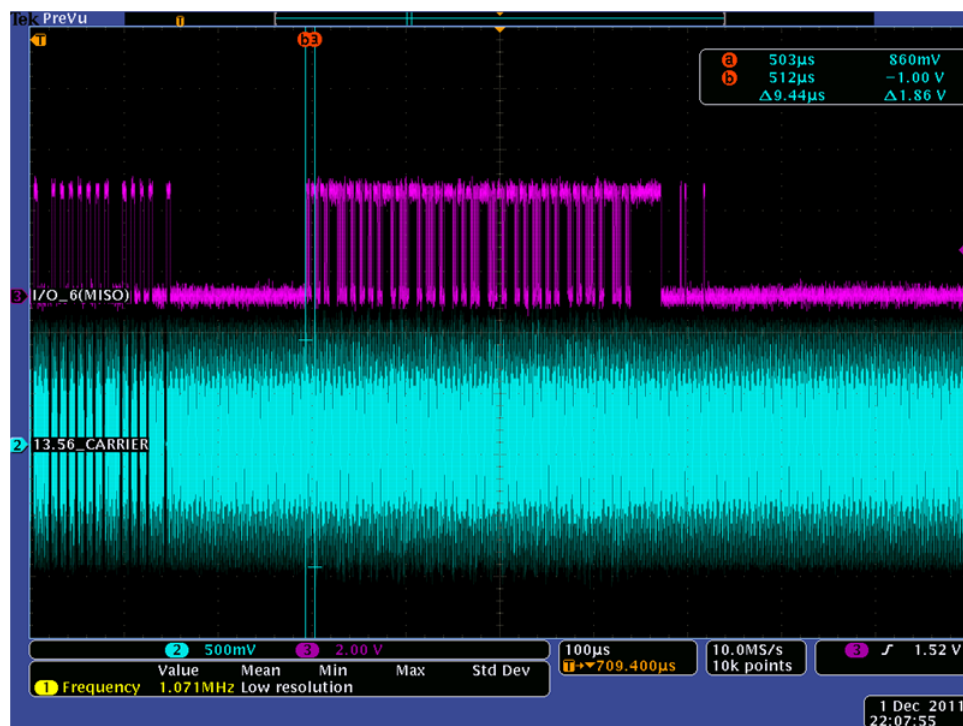 Tek PreVu
T
T
b 3
a 503µs 860mV
b 512µs −1.00 V
Δ9.44µs Δ1.86 V
3 I/O_6(MISO)
2 13.56_CARRIER
2 500mV 3 2.00 V
100µs
T→▼709.400µs
10.0MS/s
10k points
3 ƒ 1.52 V
Value Mean Min Max Std Dev
1 Frequency 1.071MHz Low resolution
1 Dec 2011
22:07:55